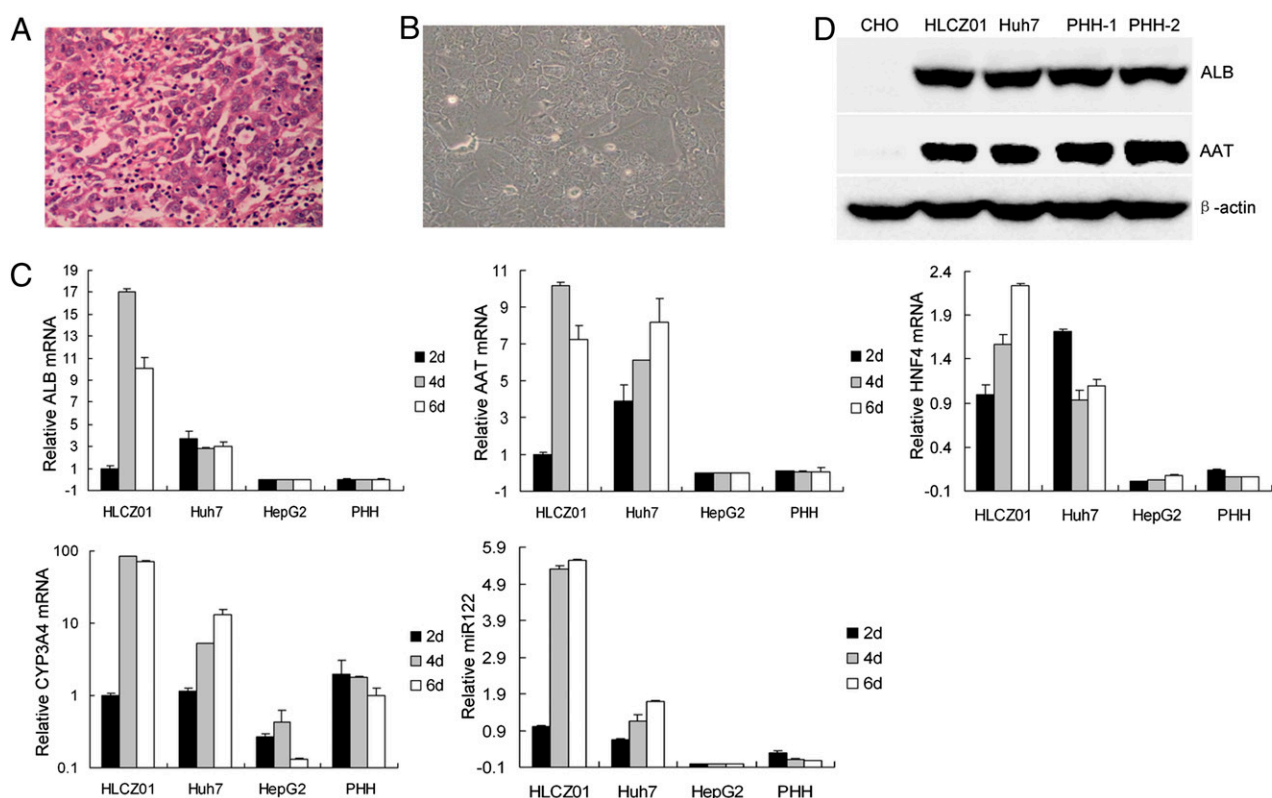 A
B
D
CHO HLCZ01 Huh7 PHH-1 PHH-2
ALB
AAT
β-actin
C
Relative ALB mRNA
19
17
15
13
11
9
7
5
3
1
-1
HLCZ01 Huh7 HepG2 PHH
2d
4d
6d
Relative AAT mRNA
11
9
7
5
3
1
-1
HLCZ01 Huh7 HepG2 PHH
2d
4d
6d
Relative HNF4 mRNA
2.4
1.9
1.4
0.9
0.4
-0.1
HLCZ01 Huh7 HepG2 PHH
Relative CYP3A4 mRNA
100
10
1
0.1
HLCZ01 Huh7 HepG2 PHH
2d
4d
6d
Relative miR122
5.9
4.9
3.9
2.9
1.9
0.9
-0.1
HLCZ01 Huh7 HepG2 PHH
2d
4d
6d